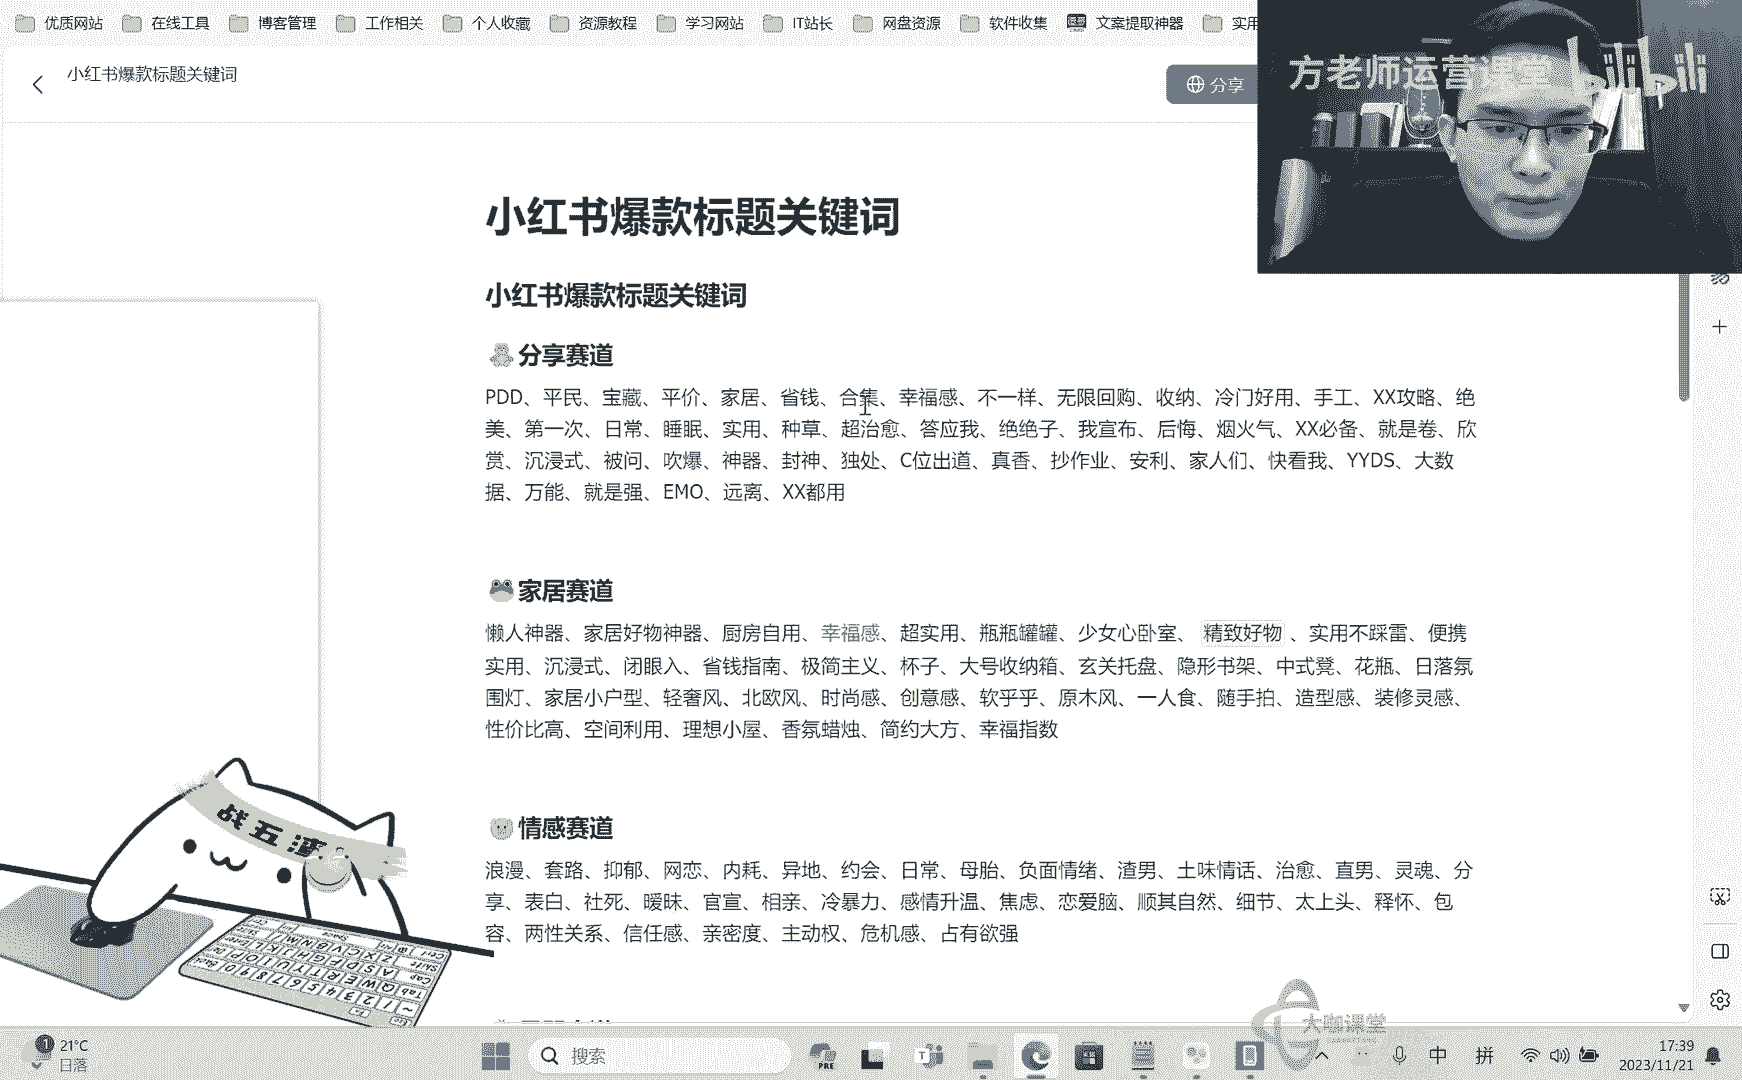 优质网站 在线工具 博客管理 工作相关 个人收藏 资源教程 学习网站 IT站长 网盘资源 软件收集 文案提取神器 实用
小红书爆款标题关键词
分享
方老师运营课堂 bilibili
小红书爆款标题关键词
小红书爆款标题关键词
分享赛道
PDD、平民、宝藏、平价、家居、省钱、合集、幸福感、不一样、无限回购、收纳、冷门好用、手工、XX攻略、绝
美、第一次、日常、睡眠、实用、种草、超治愈、答应我、绝绝子、我宣布、后悔、烟火气、XX必备、就是卷、欣
赏、沉浸式、被问、吹爆、神器、封神、独处、C位出道、真香、抄作业、安利、家人们、快看我、YYDS、大数
据、万能、就是强、EMO、远离、XX都用
家居赛道
懒人神器、家居好物神器、厨房自用、幸福感、超实用、瓶瓶罐罐、少女心卧室、 精致好物 、实用不踩雷、便携
实用、沉浸式、闭眼入、省钱指南、极简主义、杯子、大号收纳箱、玄关托盘、隐形书架、中式凳、花瓶、日落氛
围灯、家居小户型、轻奢风、北欧风、时尚感、创意感、软乎乎、原木风、一人食、随手拍、造型感、装修灵感、
性价比高、空间利用、理想小屋、香氛蜡烛、简约大方、幸福指数
情感赛道
浪漫、套路、抑郁、网恋、内耗、异地、约会、日常、母胎、负面情绪、渣男、土味情话、治愈、直男、灵魂、分
享、表白、社死、暧昧、官宣、相亲、冷暴力、感情升温、焦虑、恋爱脑、顺其自然、细节、太上头、释怀、包
容、两性关系、信任感、亲密度、主动权、危机感、占有欲强
战五渣
大咖课堂
1 21°C
日落
搜索
PRE
中 拼
17:39
2023/11/21